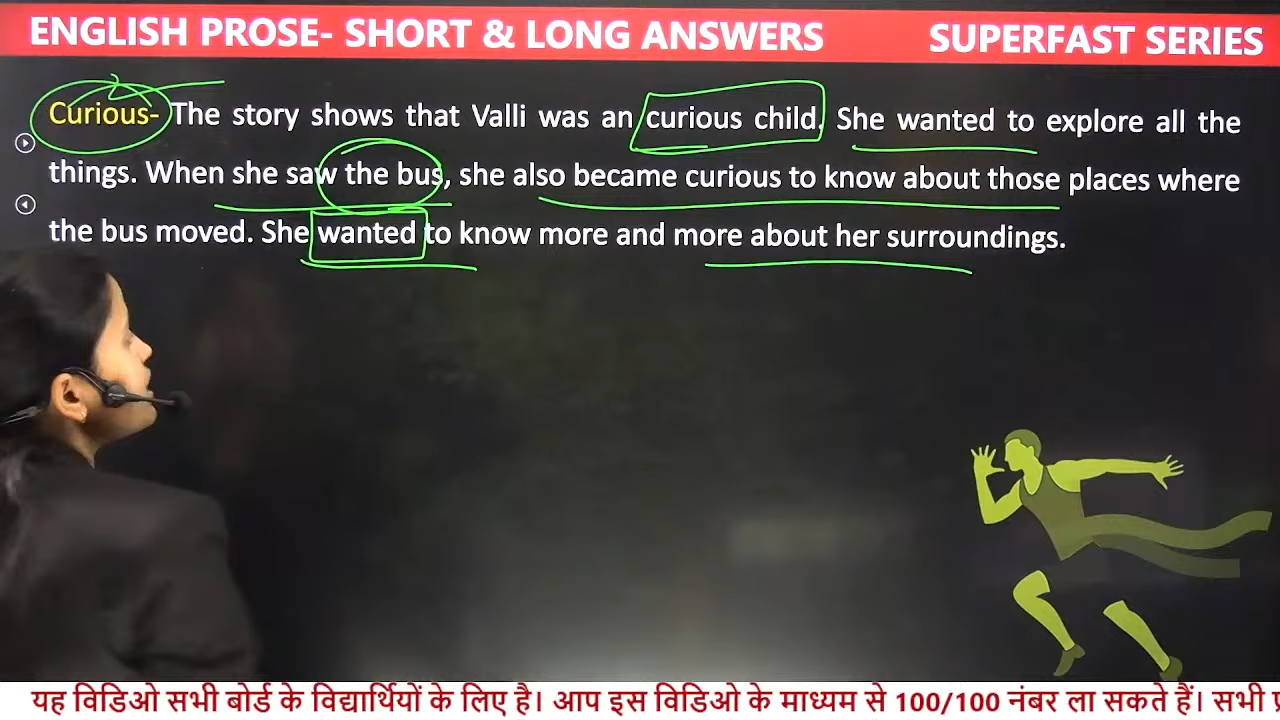 ENGLISH PROSE- SHORT & LONG ANSWERS SUPERFAST SERIES
Curious- The story shows that Valli was an curious child. She wanted to explore all the
things. When she saw the bus, she also became curious to know about those places where
the bus moved. She wanted to know more and more about her surroundings.
यह विडिओ सभी बोर्ड के विद्यार्थियों के लिए है। आप इस विडिओ के माध्यम से 100/100 नंबर ला सकते हैं। सभी